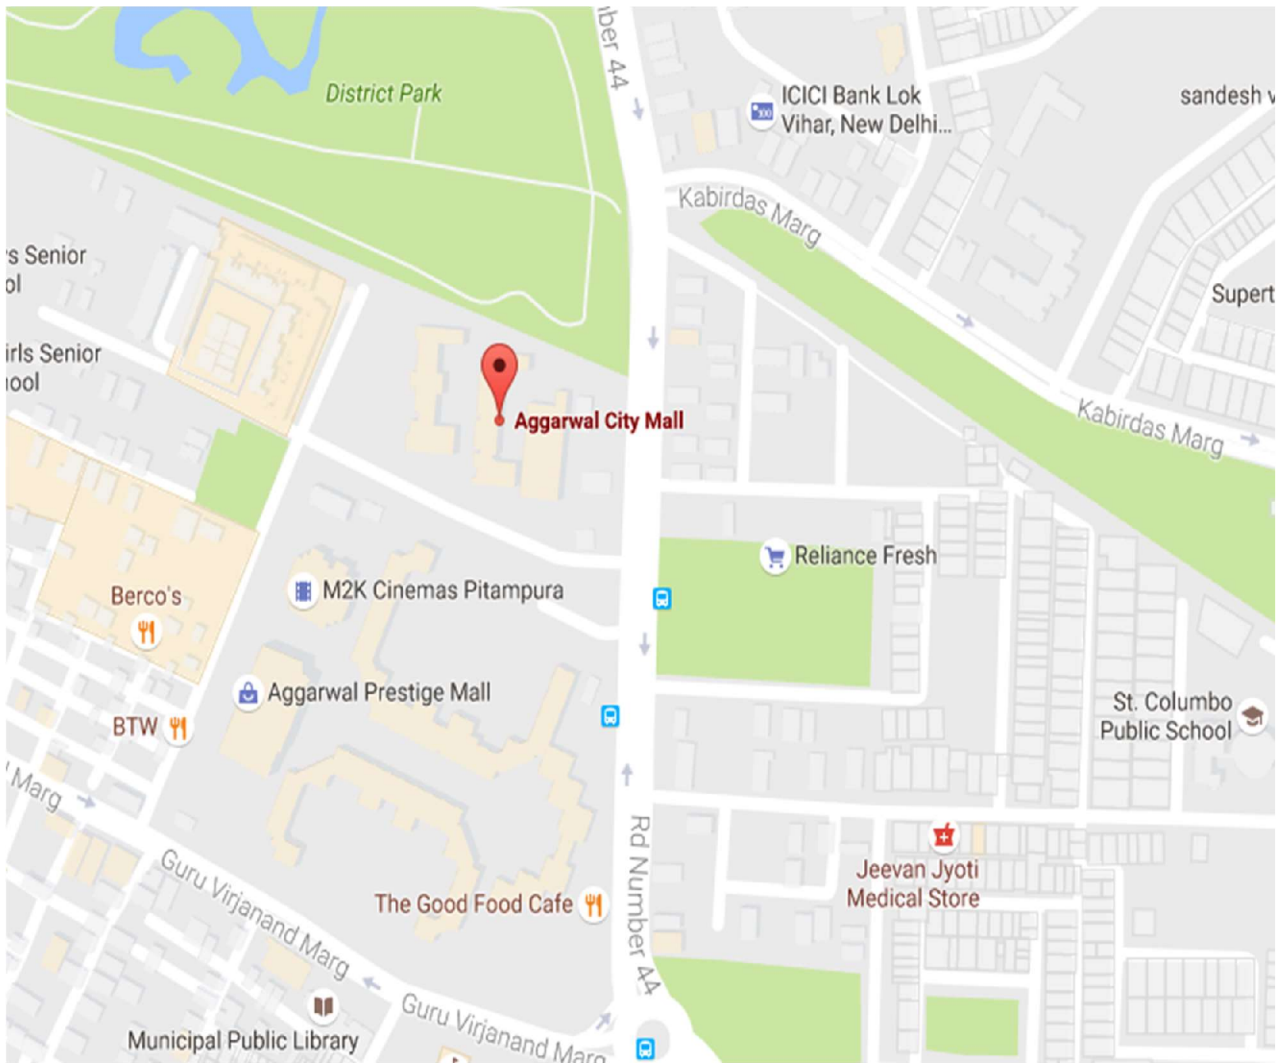 ber 44
District Park
ICICI Bank Lok
Vihar, New Delhi...
sandesh v
Kabirdas Marg
s Senior
ol
Supert
irls Senior
ool
Aggarwal City Mall
Kabirdas Marg
Reliance Fresh
M2K Cinemas Pitampura
Berco's
Aggarwal Prestige Mall
St. Columbo
Public School
BTW
Marg
Rd Number 44
Jeevan Jyoti
Medical Store
Guru Virjanand Marg
The Good Food Cafe
Guru Virjanand Marg
Municipal Public Library